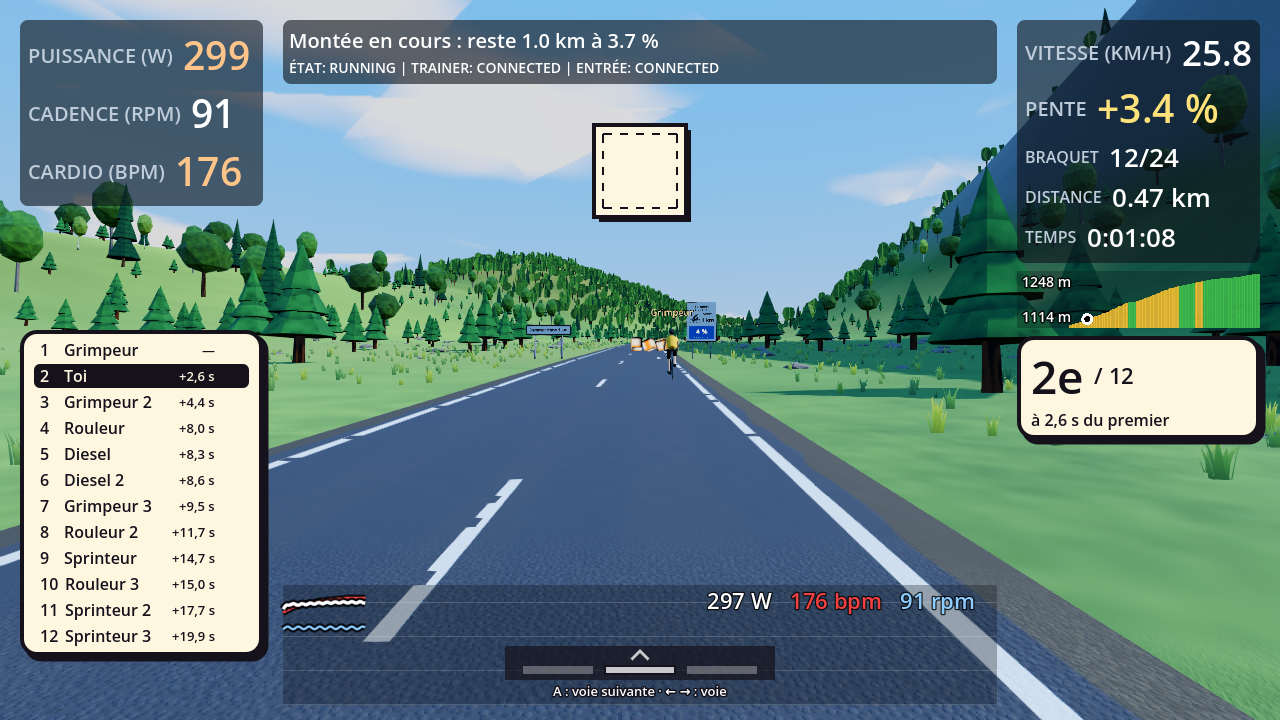 PUISSANCE (W) 299
CADENCE (RPM) 91
CARDIO (BPM) 176
Montée en cours : reste 1.0 km à 3.7 %
ÉTAT: RUNNING | TRAINER: CONNECTED | ENTRÉE: CONNECTED
VITESSE (KM/H) 25.8
PENTE +3.4 %
BRAQUET 12/24
DISTANCE 0.47 km
TEMPS 0:01:08
1248 m
1114 m
Grimpeur
4 %
1 Grimpeur —
2 Toi +2,6 s
3 Grimpeur 2 +4,4 s
4 Rouleur +8,0 s
5 Diesel +8,3 s
6 Diesel 2 +8,6 s
7 Grimpeur 3 +9,5 s
8 Rouleur 2 +11,7 s
9 Sprinteur +14,7 s
10 Rouleur 3 +15,0 s
11 Sprinteur 2 +17,7 s
12 Sprinteur 3 +19,9 s
2e / 12
à 2,6 s du premier
297 W 176 bpm 91 rpm
A : voie suivante · ← → : voie